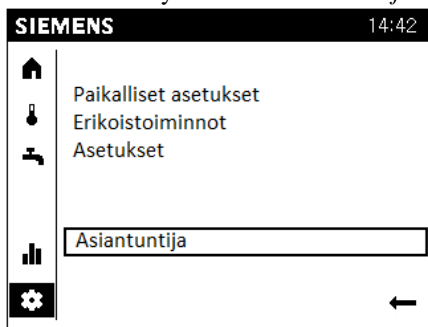 SIEMENS 14:42
Paikalliset asetukset
Erikoistoiminnot
Asetukset
Asiantuntija